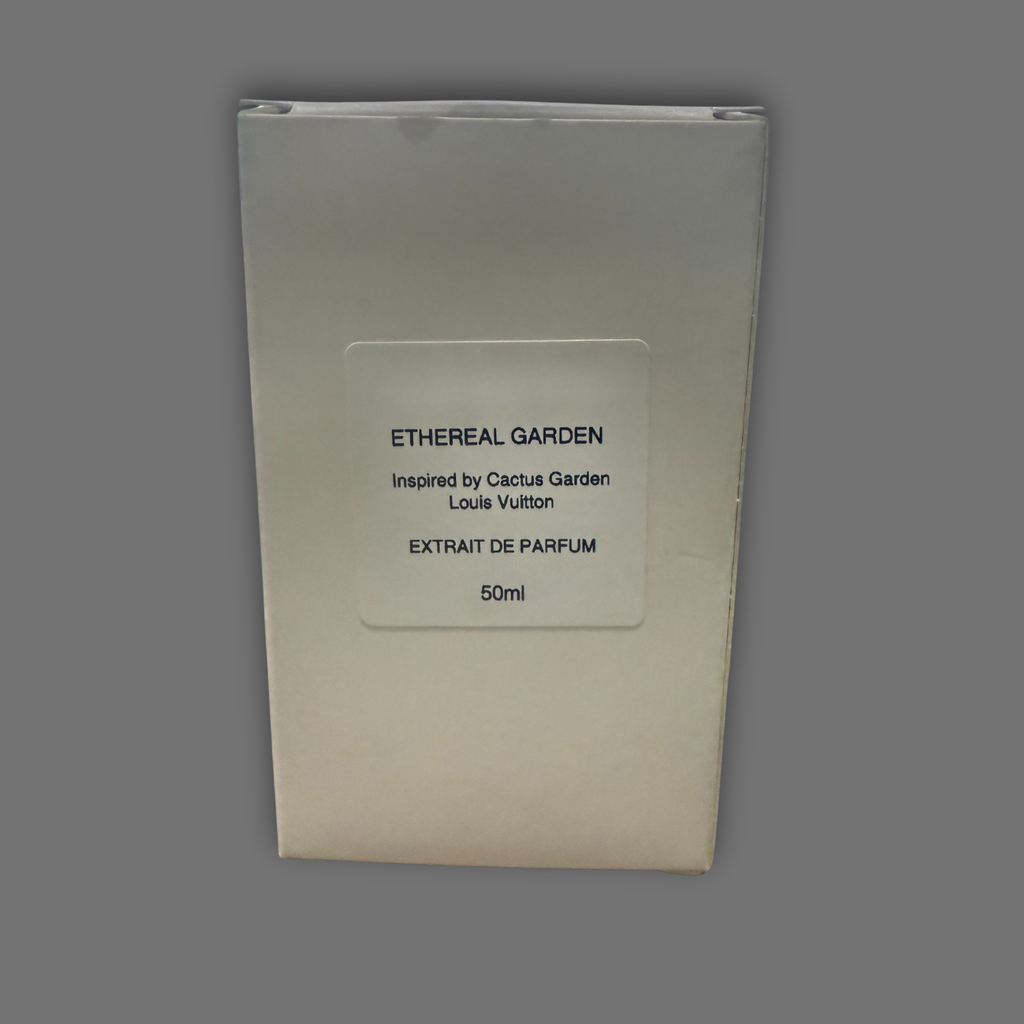 ETHEREAL GARDEN
Inspired by Cactus Garden
Louis Vuitton
EXTRAIT DE PARFUM
50ml